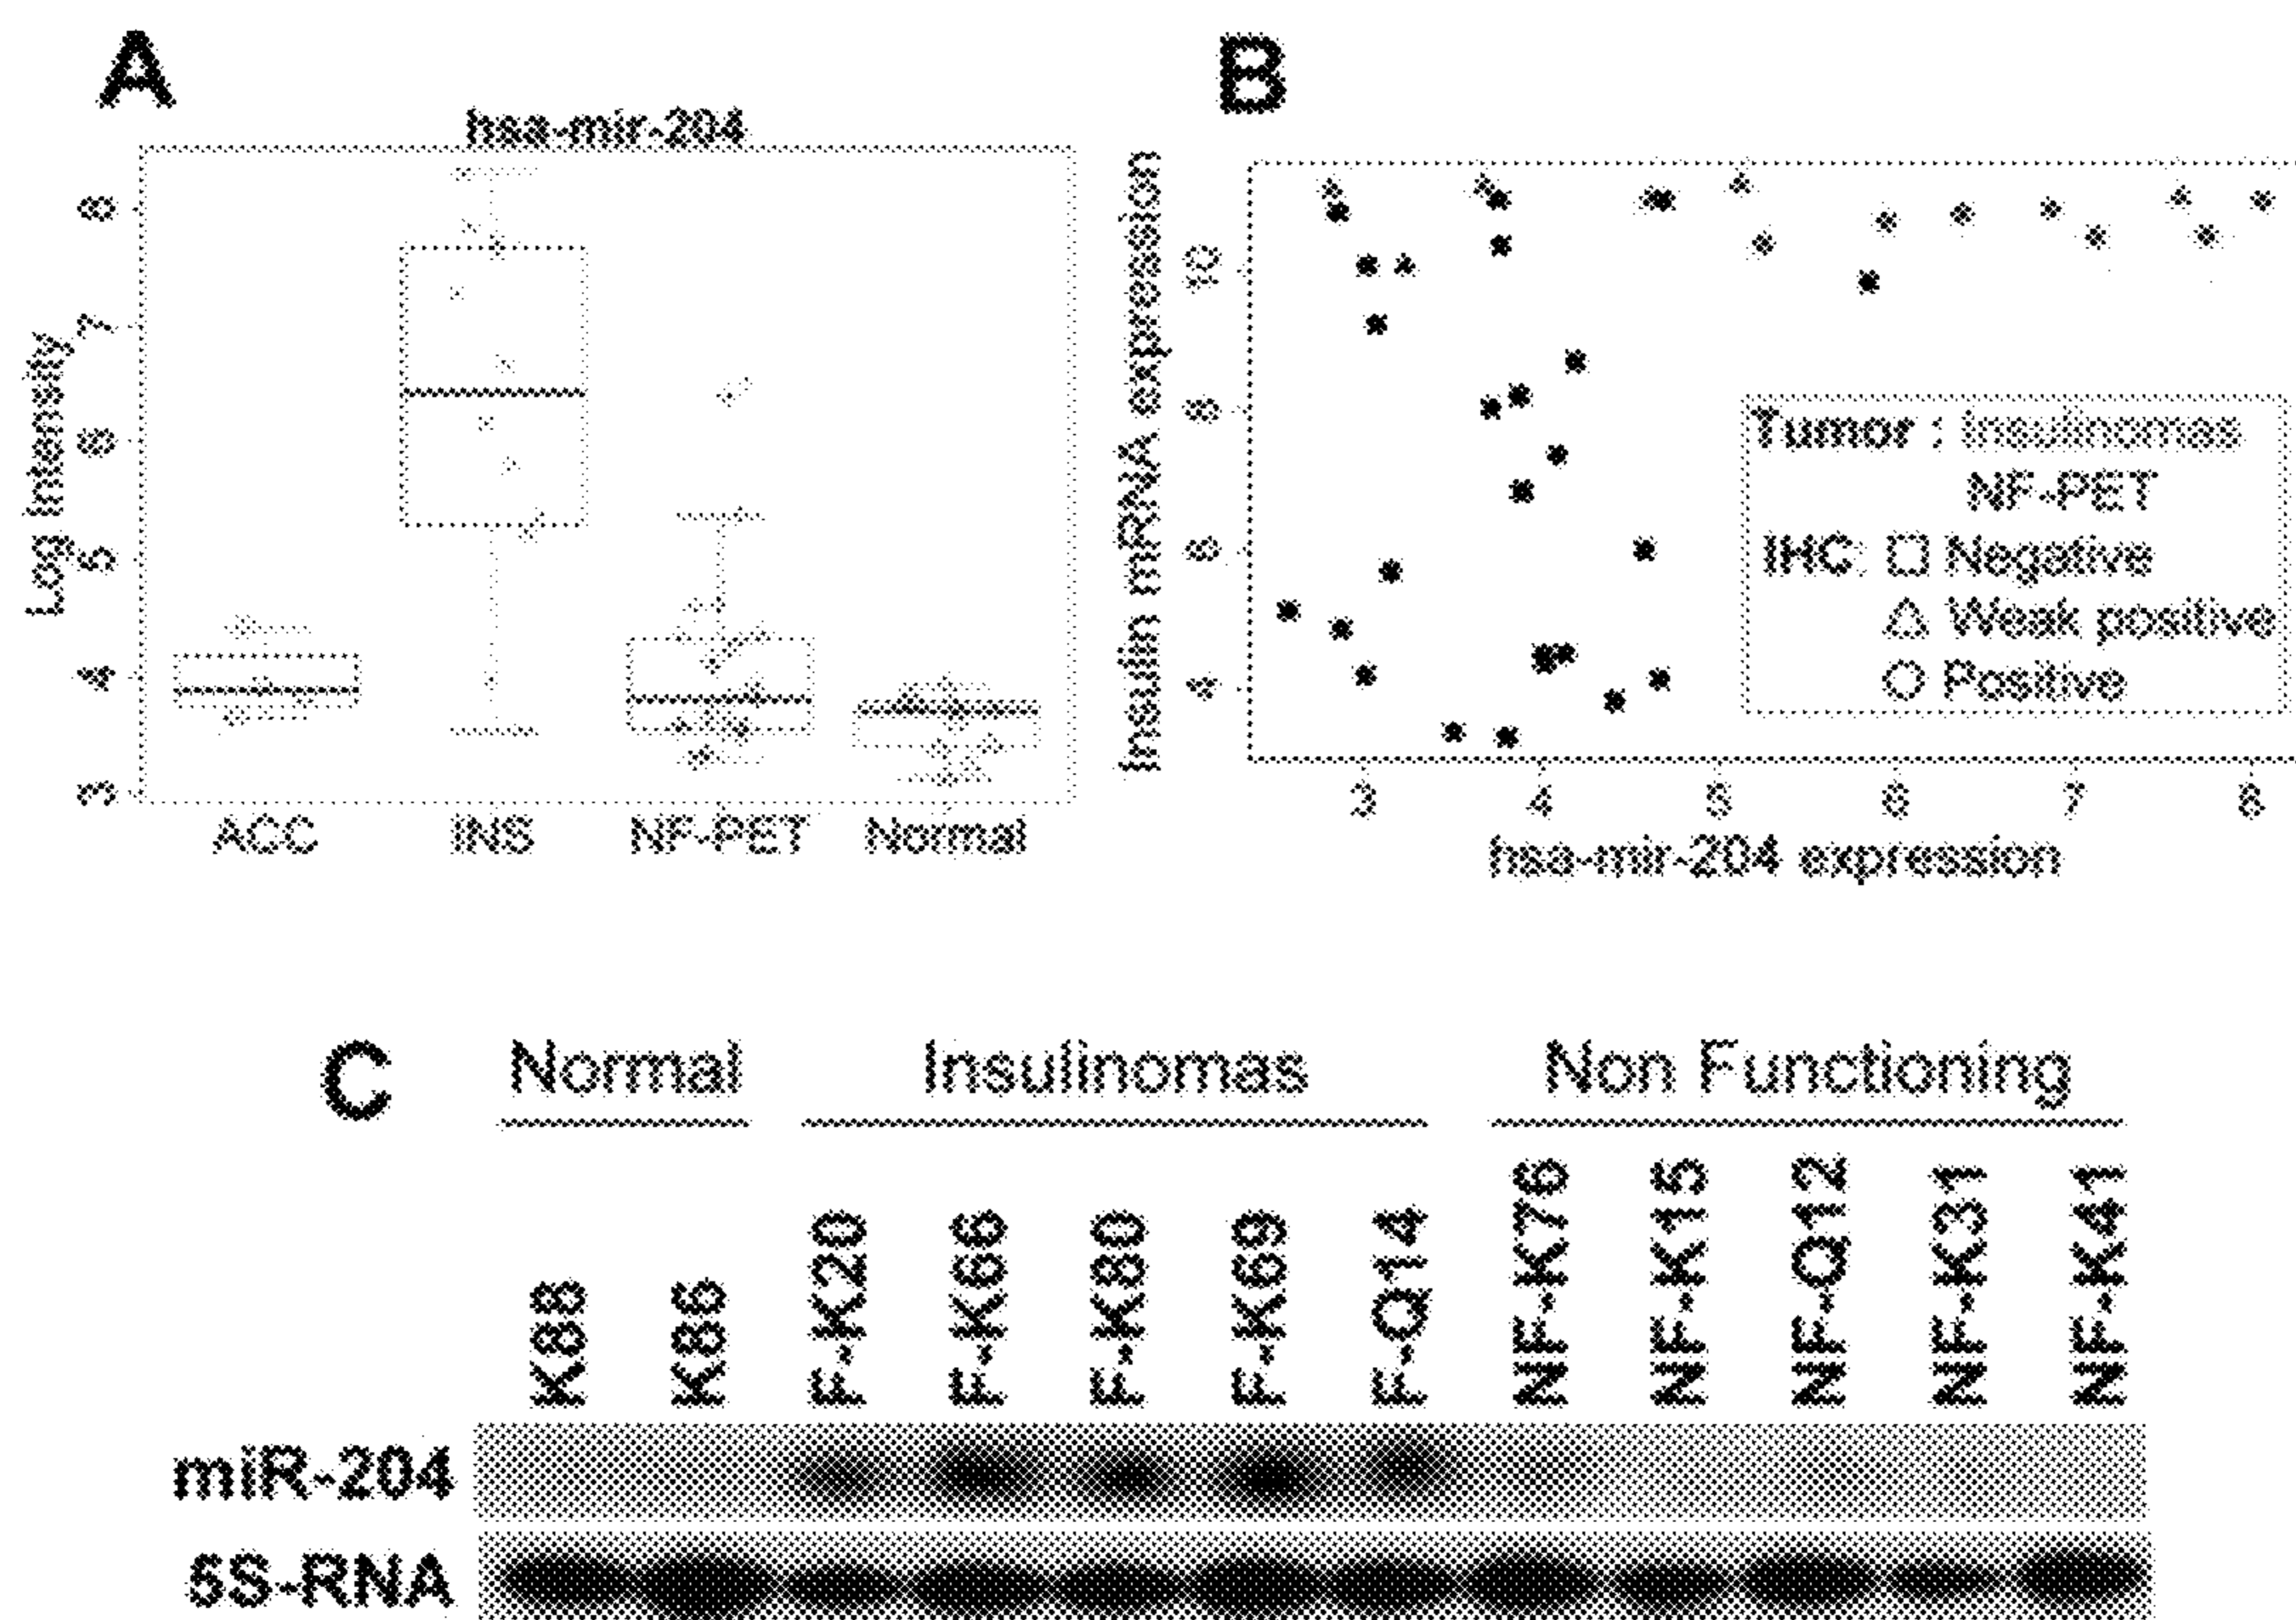 A
hsa-mir-204
Log Intensity
8
7
6
5
4
3
ACC INS NF-PET Normal
B
Insulin mRNA expression
10
8
6
4
3 4 5 6 7 8
hsa-mir-204 expression
Tumor : Insulinomas
NF-PET
IHC □ Negative
△ Weak positive
○ Positive
C
Normal Insulinomas Non Functioning
K88 K86 F-K20 F-K66 F-K80 F-K69 F-Q14 NF-K76 NF-K15 NF-Q12 NF-K31 NF-K41
miR-204
5S-RNA